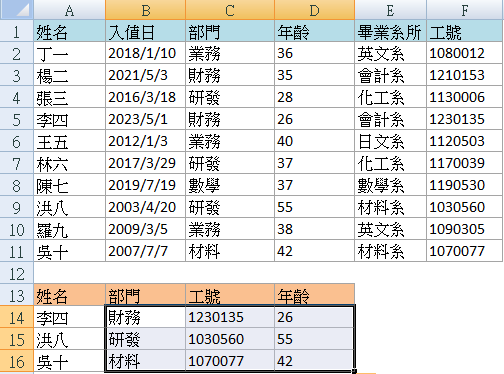 A B C D E F
1 姓名 入値日 部門 年齡 畢業系所 工號
2 丁一 2018/1/10 業務 36 英文系 1080012
3 楊二 2021/5/3 財務 35 會計系 1210153
4 張三 2016/3/18 研發 28 化工系 1130006
5 李四 2023/5/1 財務 26 會計系 1230135
6 王五 2012/1/3 業務 40 日文系 1120503
7 林六 2017/3/29 研發 37 化工系 1170039
8 陳七 2019/7/19 數學 37 數學系 1190530
9 洪八 2003/4/20 研發 55 材料系 1030560
10 羅九 2009/3/5 業務 38 英文系 1090305
11 吳十 2007/7/7 材料 42 材料系 1070077
12
13 姓名 部門 工號 年齡
14 李四 財務 1230135 26
15 洪八 研發 1030560 55
16 吳十 材料 1070077 42